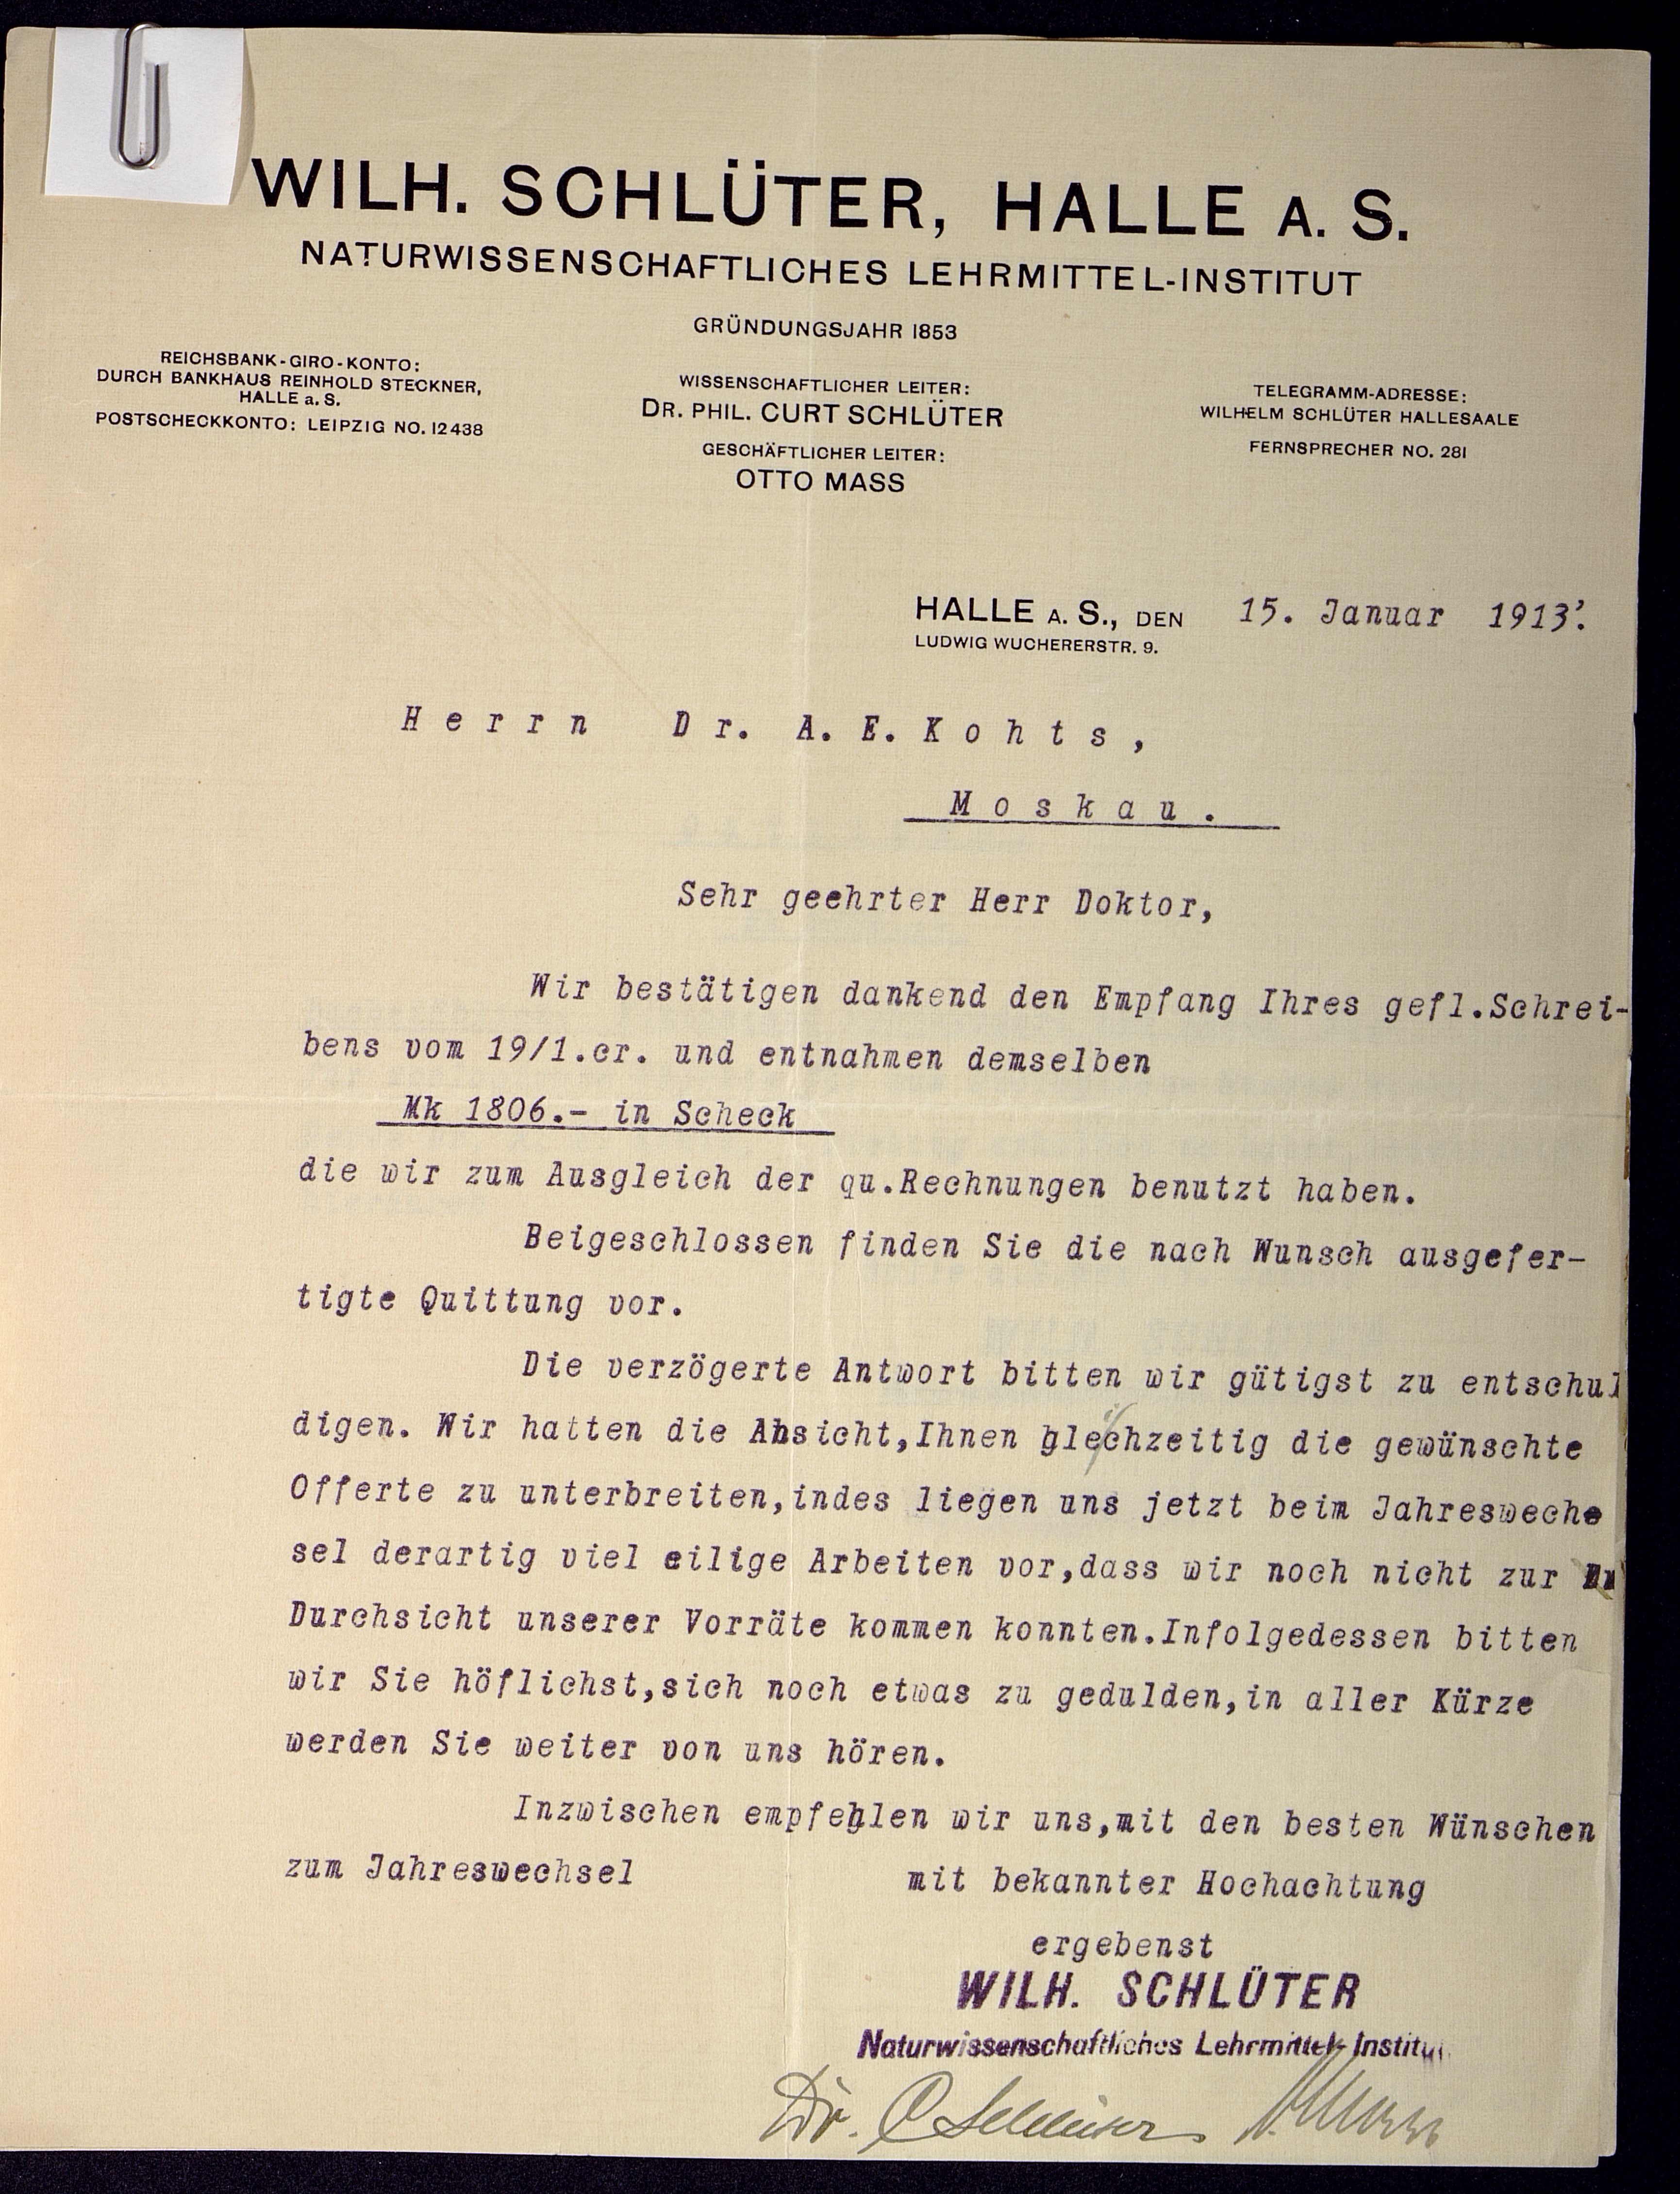 WILH. SCHLÜTER, HALLE A. S.
NATURWISSENSCHAFTLICHES LEHRMITTEL-INSTITUT
GRÜNDUNGSJAHR 1853
REICHSBANK-GIRO-KONTO:
DURCH BANKHAUS REINHOLD STECKNER,
HALLE a. S.
POSTSCHECKKONTO: LEIPZIG NO. 12438
WISSENSCHAFTLICHER LEITER:
DR. PHIL. CURT SCHLÜTER
GESCHÄFTLICHER LEITER:
OTTO MASS
TELEGRAMM-ADRESSE:
WILHELM SCHLÜTER HALLESAALE
FERNSPRECHER NO. 281
HALLE A. S., DEN 15. Januar 1913.
LUDWIG WUCHERERSTR. 9.
Herrn Dr. A. E. Kohts,
Moskau.
Sehr geehrter Herr Doktor,
Wir bestätigen dankend den Empfang Ihres gefl.Schrei-
bens vom 19/1.cr. und entnahmen demselben
Mk 1806.- in Scheck
die wir zum Ausgleich der qu.Rechnungen benutzt haben.
Beigeschlossen finden Sie die nach Wunsch ausgefer-
tigte Quittung vor.
Die verzögerte Antwort bitten wir gütigst zu entschul
digen. Wir hatten die Absicht,Ihnen gleichzeitig die gewünschte
Offerte zu unterbreiten,indes liegen uns jetzt beim Jahreswech
sel derartig viel eilige Arbeiten vor,dass wir noch nicht zur
Durchsicht unserer Vorräte kommen konnten.Infolgedessen bitten
wir Sie höflichst,sich noch etwas zu gedulden,in aller Kürze
werden Sie weiter von uns hören.
Inzwischen empfehlen wir uns,mit den besten Wünschen
zum Jahreswechsel mit bekannter Hochachtung
ergebenst
WILH. SCHLÜTER
Naturwissenschaftliches Lehrmittel-Institut
Dr. C Schlüter